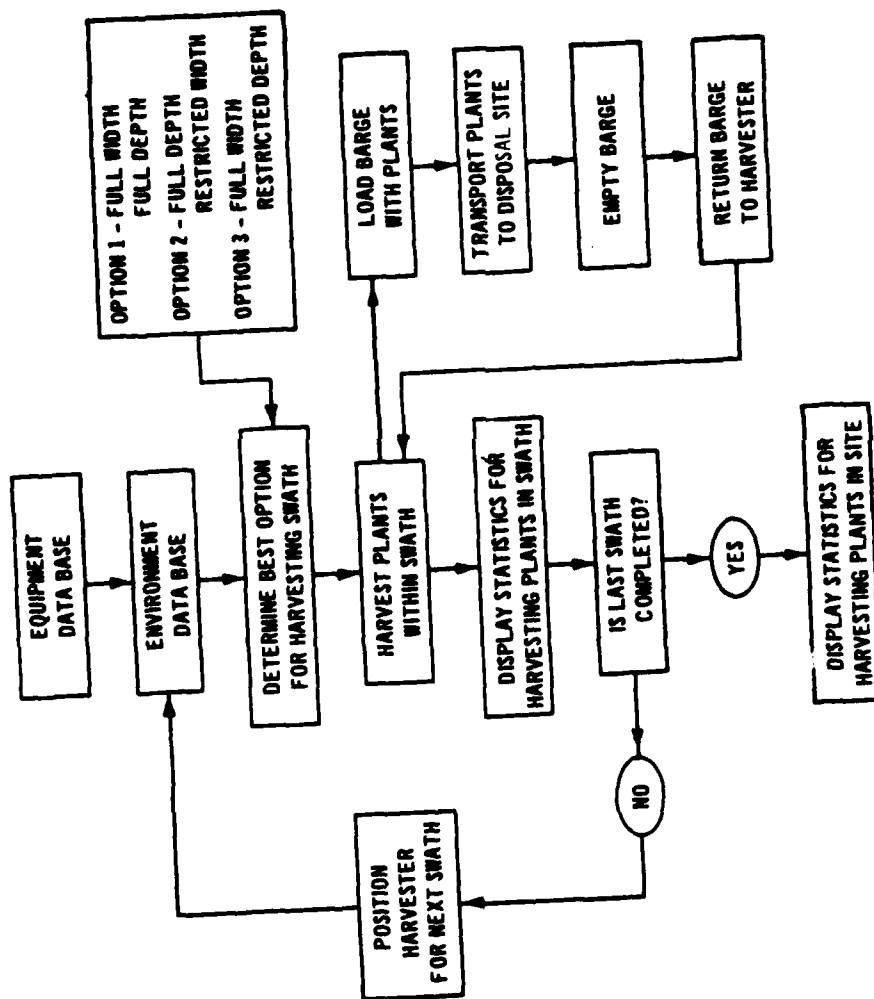 EQUIPMENT
DATA BASE
ENVIRONMENT
DATA BASE
OPTION 1 - FULL WIDTH
FULL DEPTH
OPTION 2 - FULL DEPTH
RESTRICTED WIDTH
OPTION 3 - FULL WIDTH
RESTRICTED DEPTH
DETERMINE BEST OPTION
FOR HARVESTING SWATH
HARVEST PLANTS
WITHIN SWATH
LOAD BARGE
WITH PLANTS
TRANSPORT PLANTS
TO DISPOSAL SITE
EMPTY BARGE
RETURN BARGE
TO HARVESTER
DISPLAY STATISTICS FOR
HARVESTING PLANTS IN SWATH
IS LAST SWATH
COMPLETED?
NO
POSITION
HARVESTER
FOR NEXT SWATH
YES
DISPLAY STATISTICS FOR
HARVESTING PLANTS IN SITE